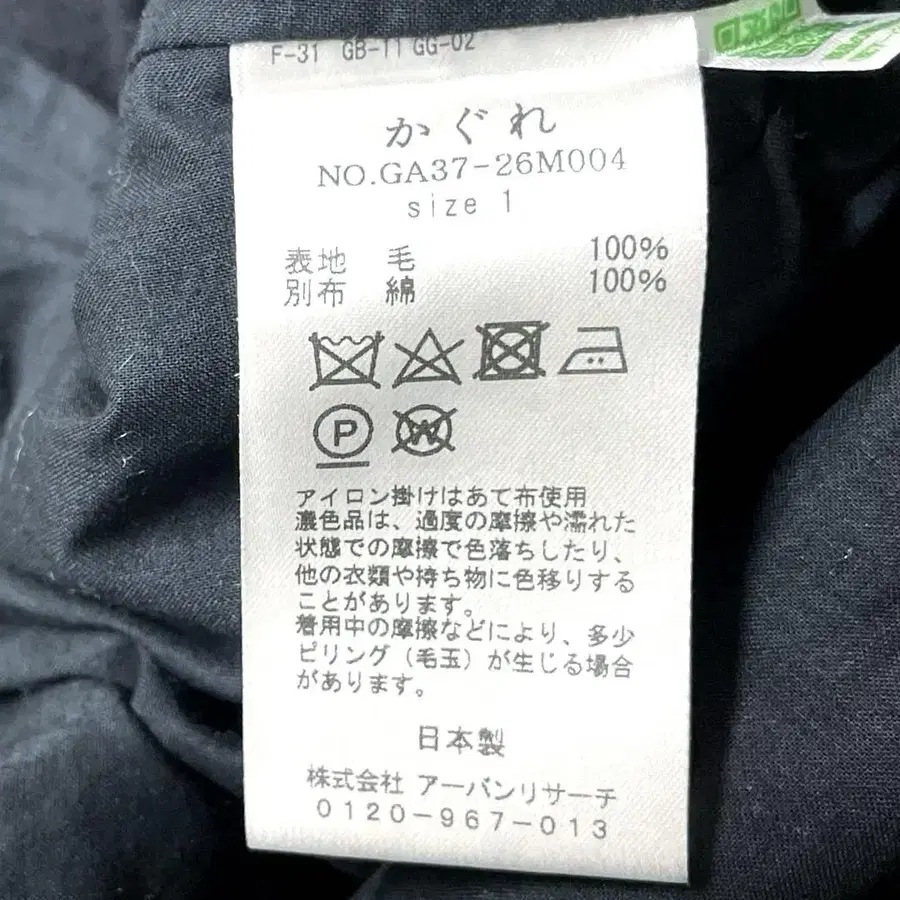 F-31 GB-11 GG-02
かぐれ
NO.GA37-26M004
size 1
表地 毛 100%
別布 綿 100%
P
W
アイロン掛けはあて布使用
濃色品は、過度の摩擦や濡れた
状態での摩擦で色落ちしたり、
他の衣類や持ち物に色移りする
ことがあります。
着用中の摩擦などにより、多少
ピリング(毛玉)が生じる場合
があります。
日本製
株式会社 アーバンリサーチ
0120-967-013